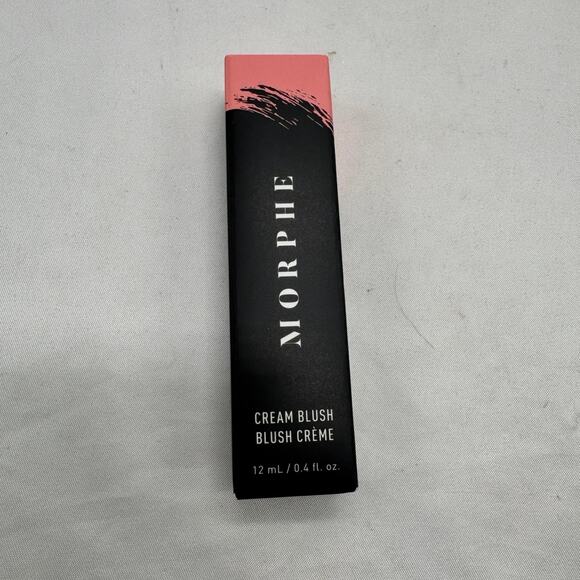 MORPHE
CREAM BLUSH
BLUSH CRÈME
12 mL / 0.4 fl. oz.